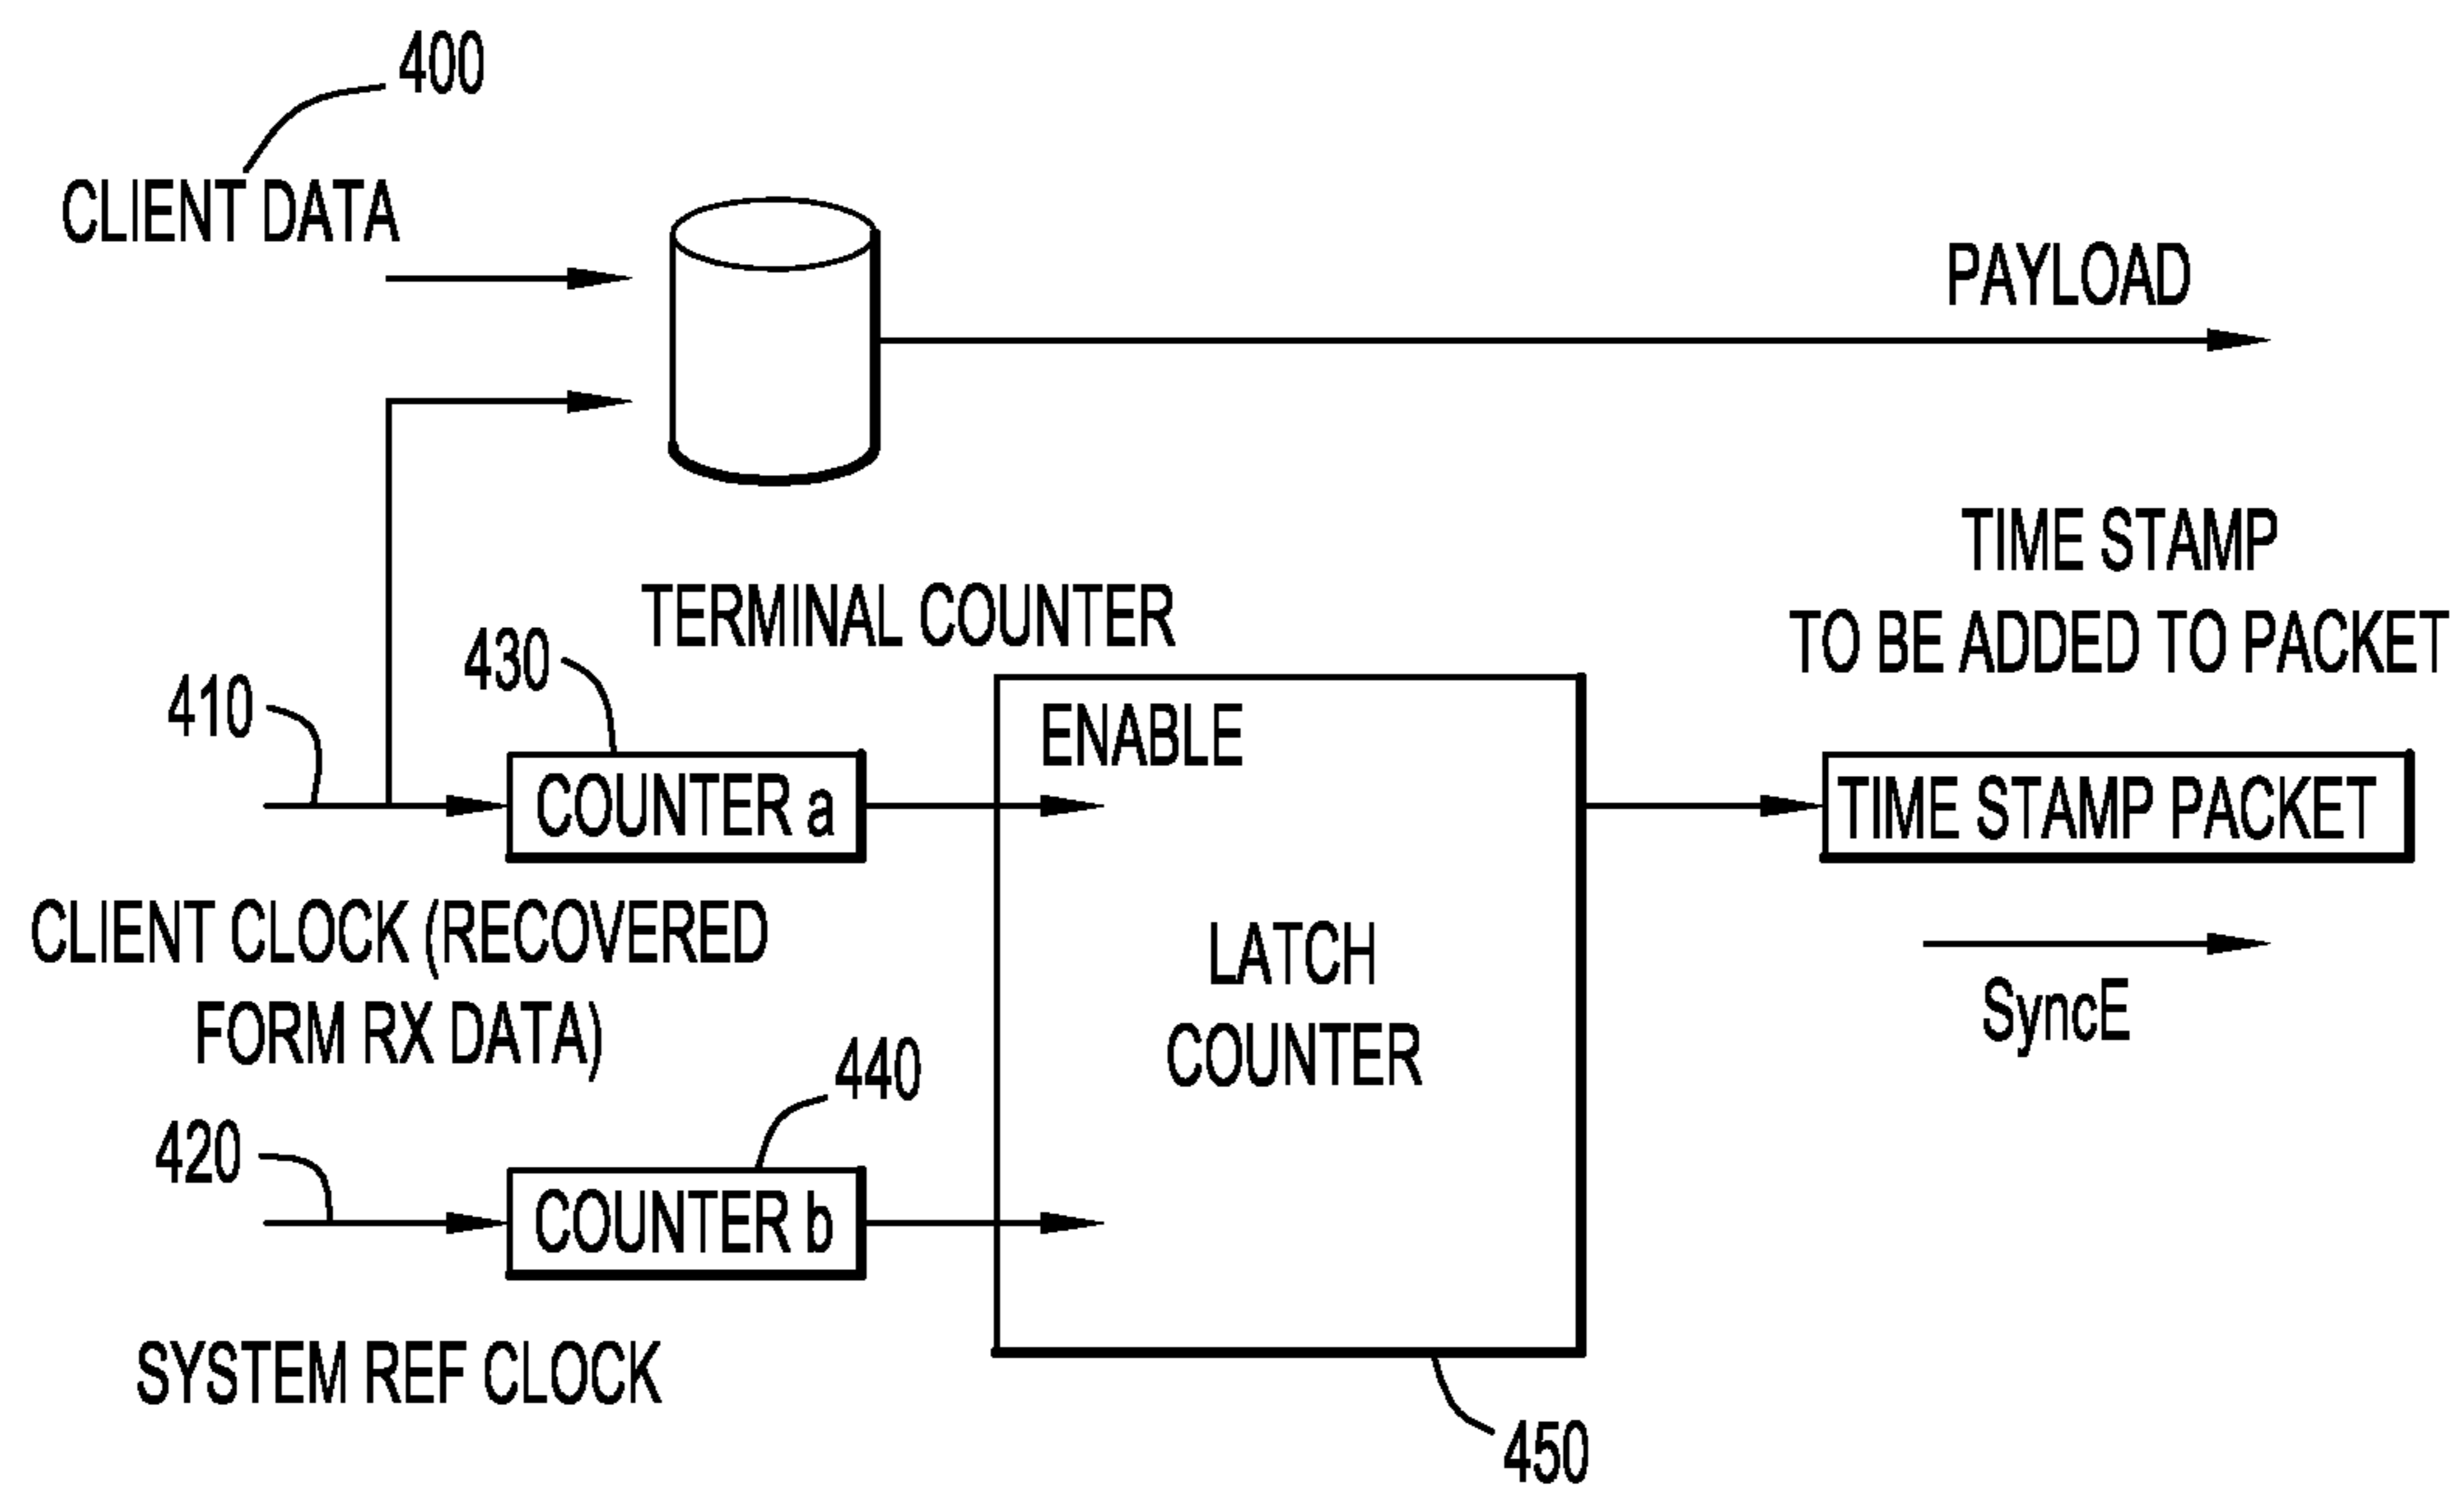 400
CLIENT DATA
PAYLOAD
TIME STAMP
TO BE ADDED TO PACKET
TERMINAL COUNTER
430
410
ENABLE
COUNTER a
TIME STAMP PACKET
CLIENT CLOCK (RECOVERED
FORM RX DATA)
LATCH
COUNTER
SyncE
440
420
COUNTER b
SYSTEM REF CLOCK
450